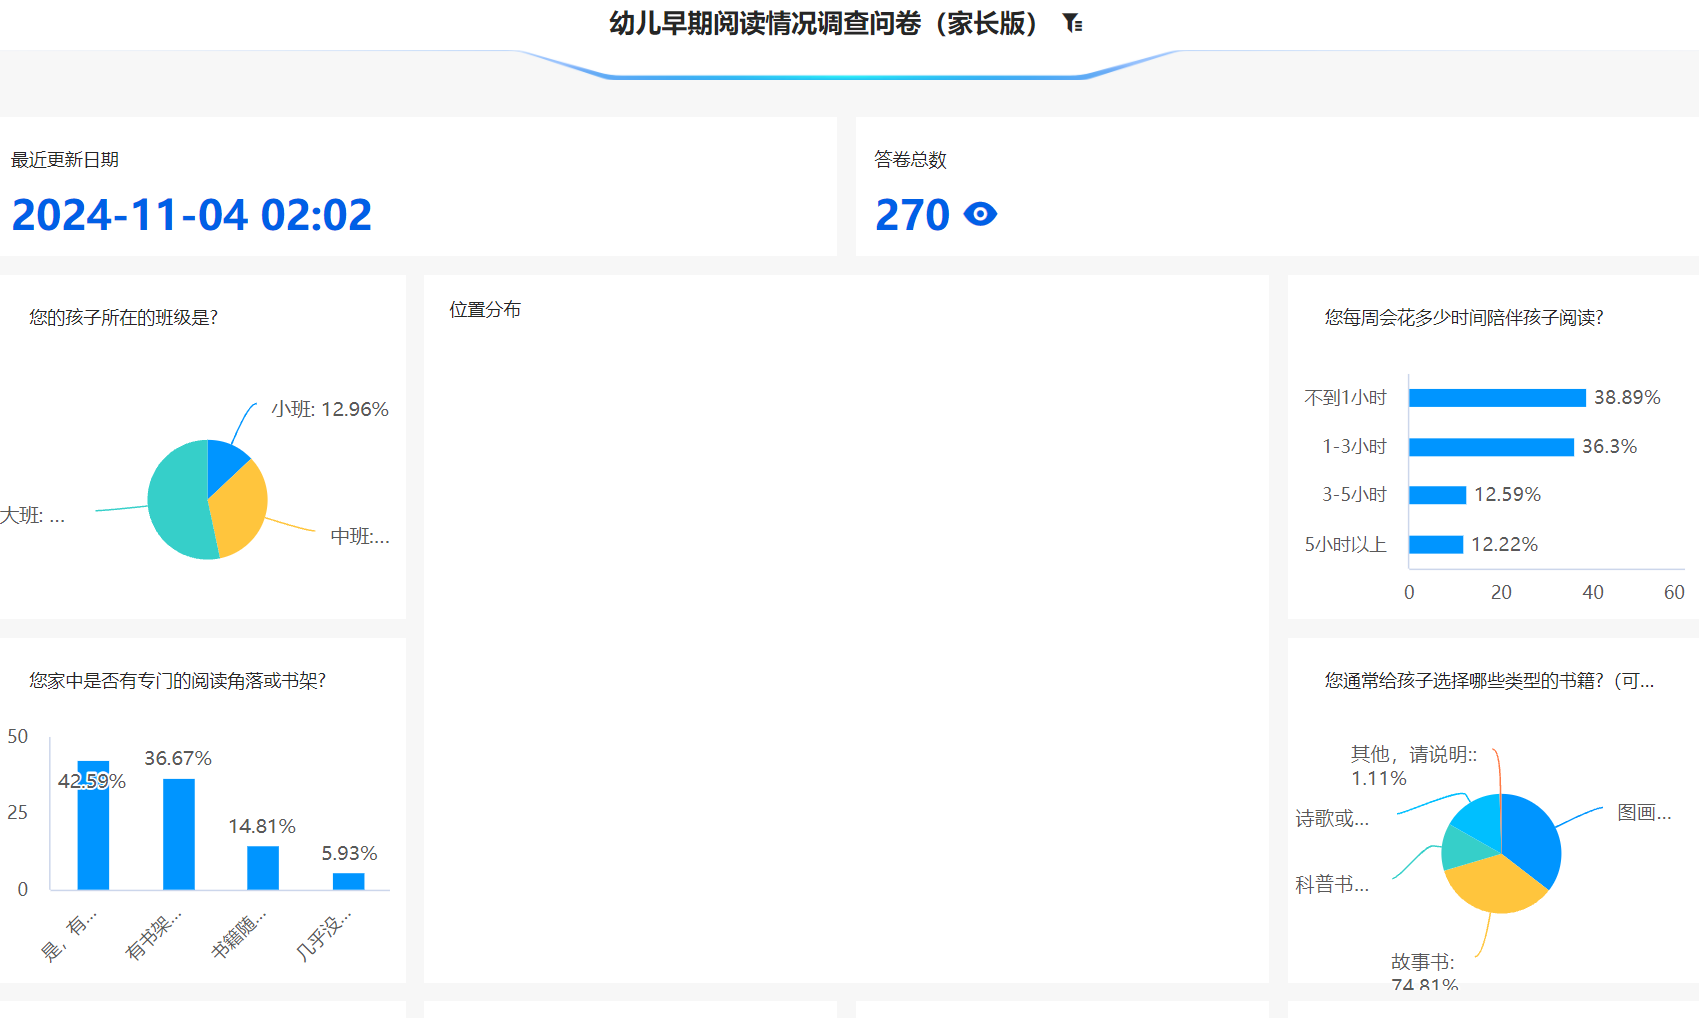 幼儿早期阅读情况调查问卷（家长版）
最近更新日期
2024-11-04 02:02
答卷总数
270
您的孩子所在的班级是?
小班: 12.96%
大班: ...
中班:...
位置分布
您每周会花多少时间陪伴孩子阅读?
不到1小时
38.89%
1-3小时
36.3%
3-5小时
12.59%
5小时以上
12.22%
0 20 40 60
您家中是否有专门的阅读角落或书架?
50
25
0
42.59%
36.67%
14.81%
5.93%
是，有...
有书架...
书籍随...
几乎没...
您通常给孩子选择哪些类型的书籍?（可...
其他，请说明::
1.11%
图画...
诗歌或...
科普书...
故事书:
74.81%